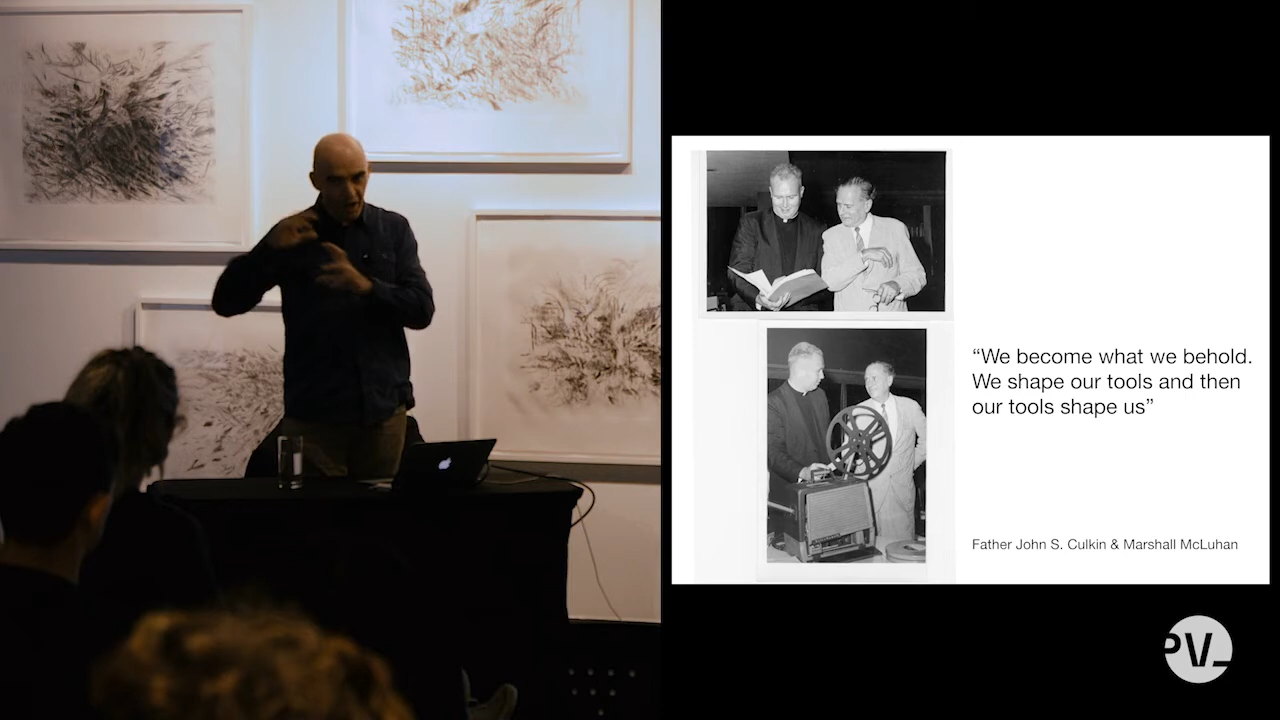 “We become what we behold.
We shape our tools and then
our tools shape us”
Father John S. Culkin & Marshall McLuhan
PV_